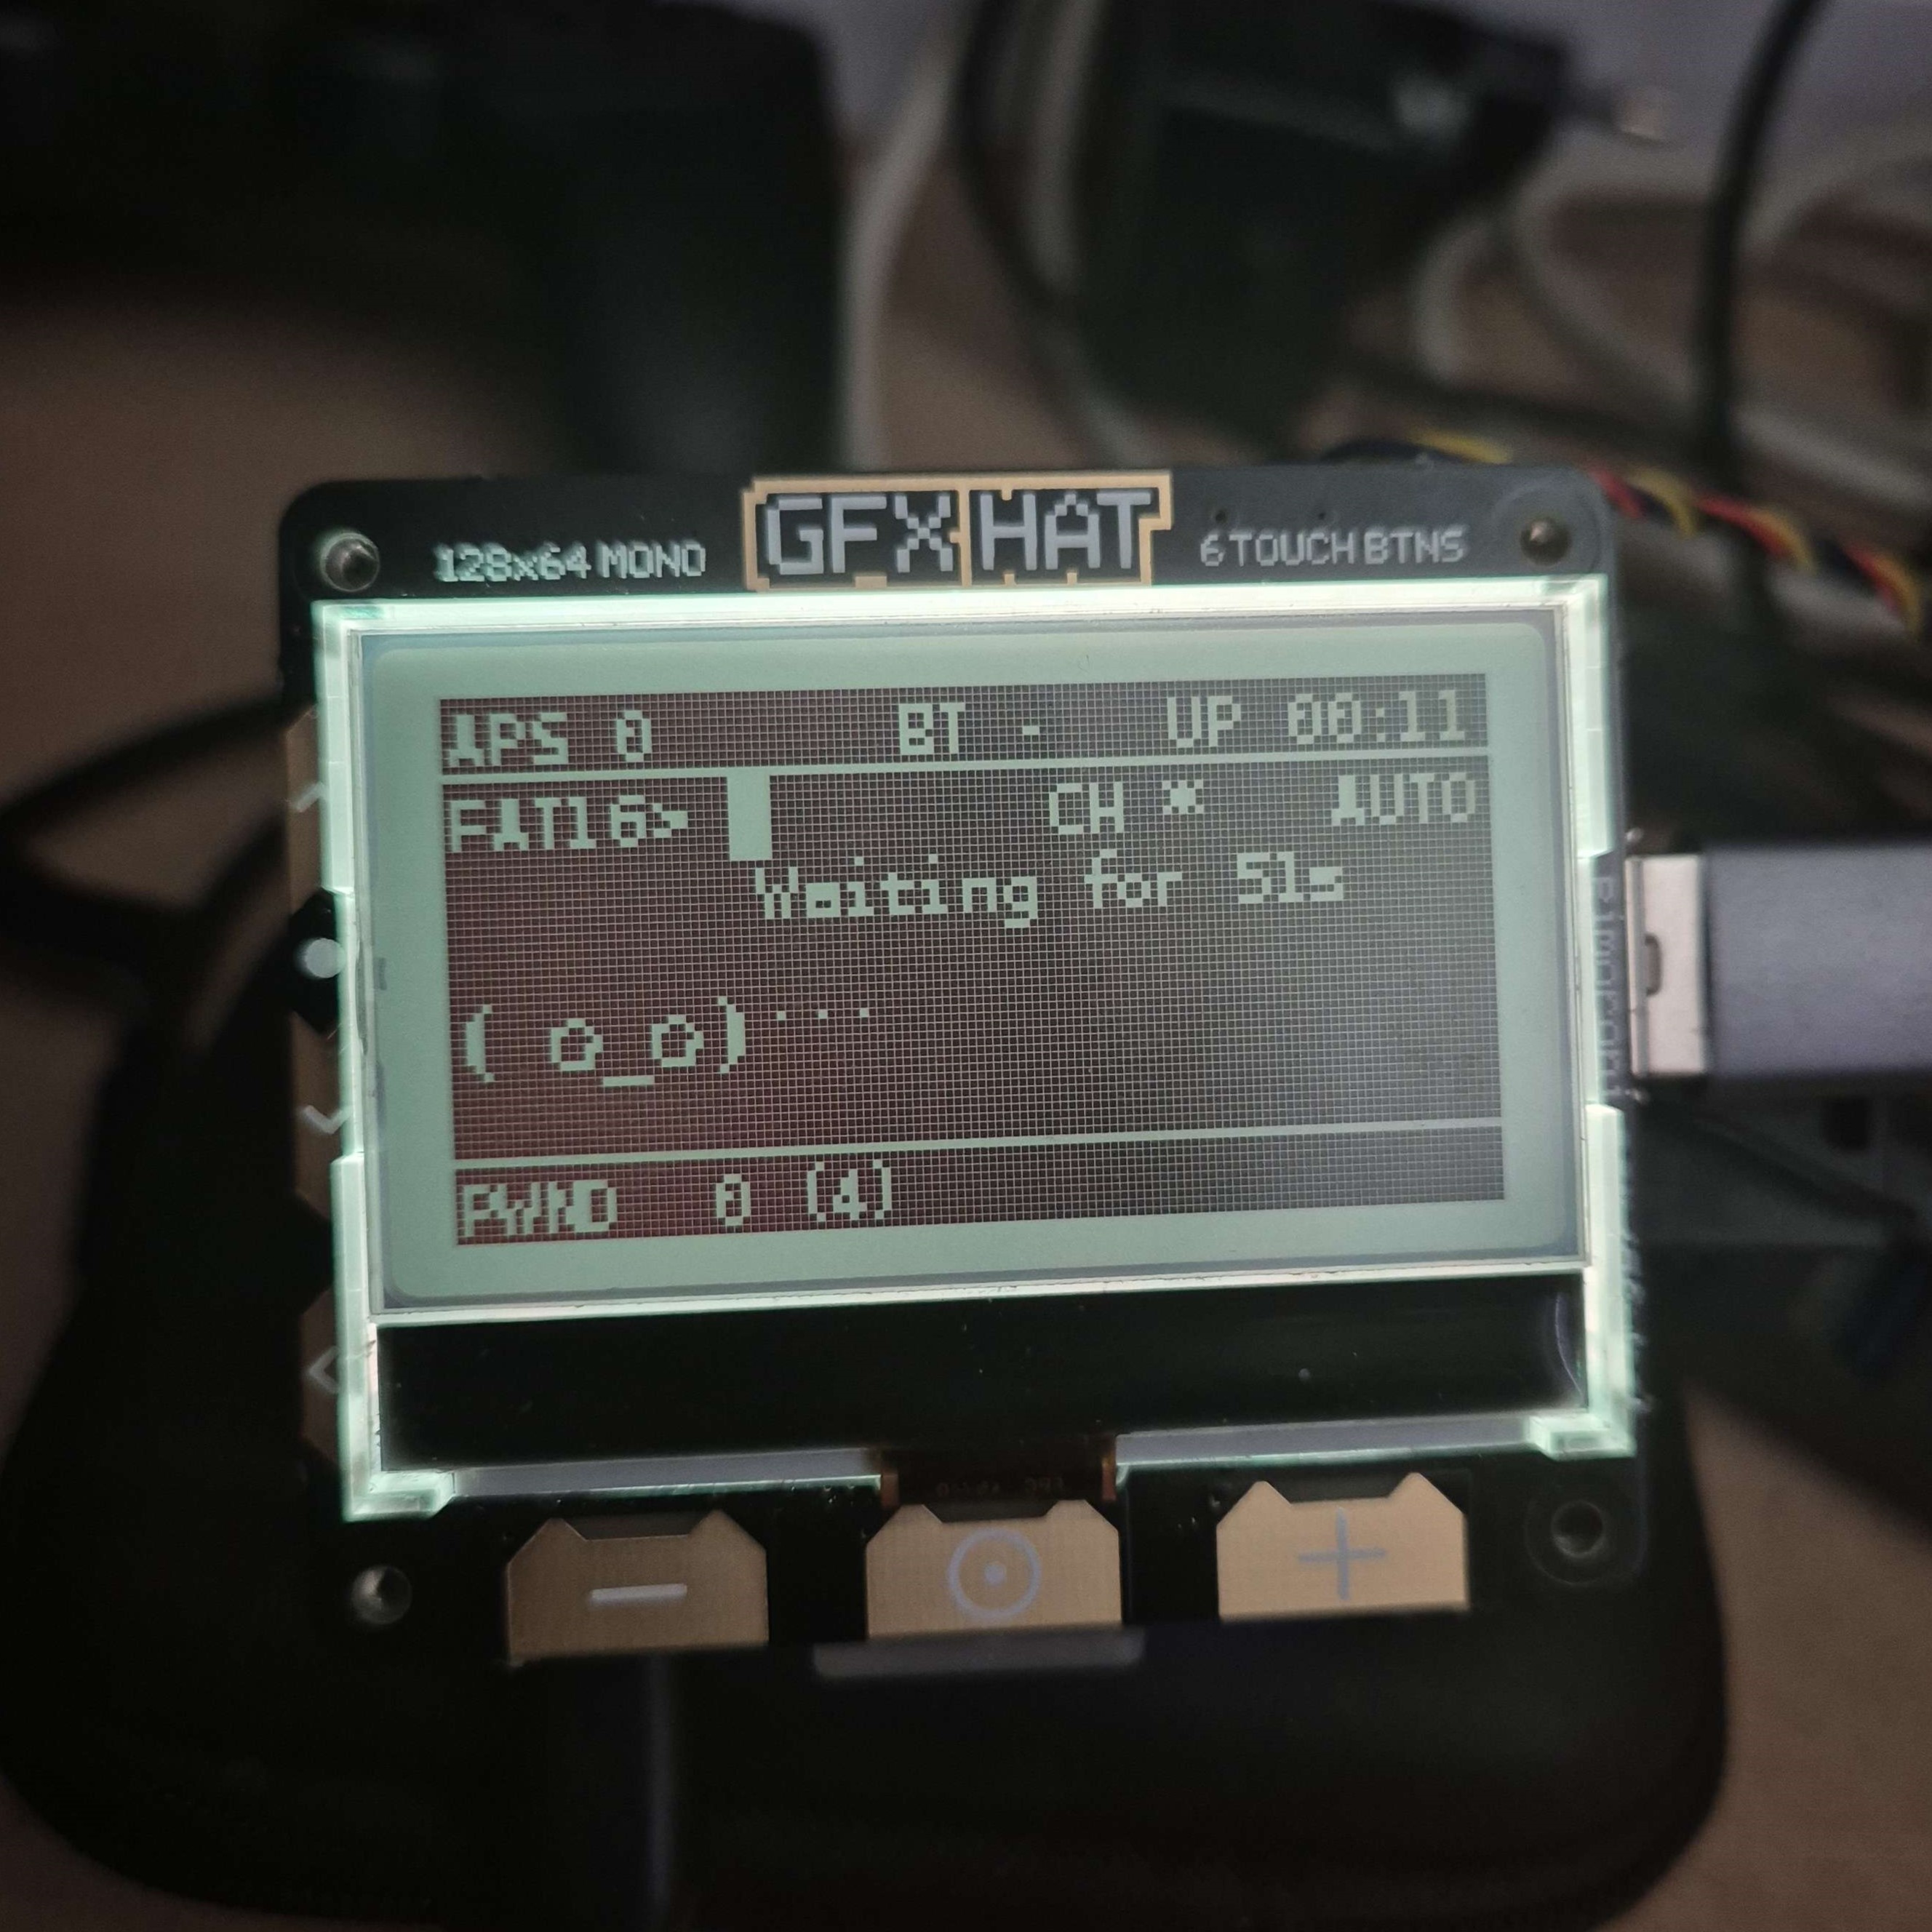 128x64 MONO GFX HAT 6 TOUCH BTNS
APS 0 BT - UP 00:11
FAT16> CH * AUTO
Waiting for 51s
( o_o)...
PWND 0 (4)